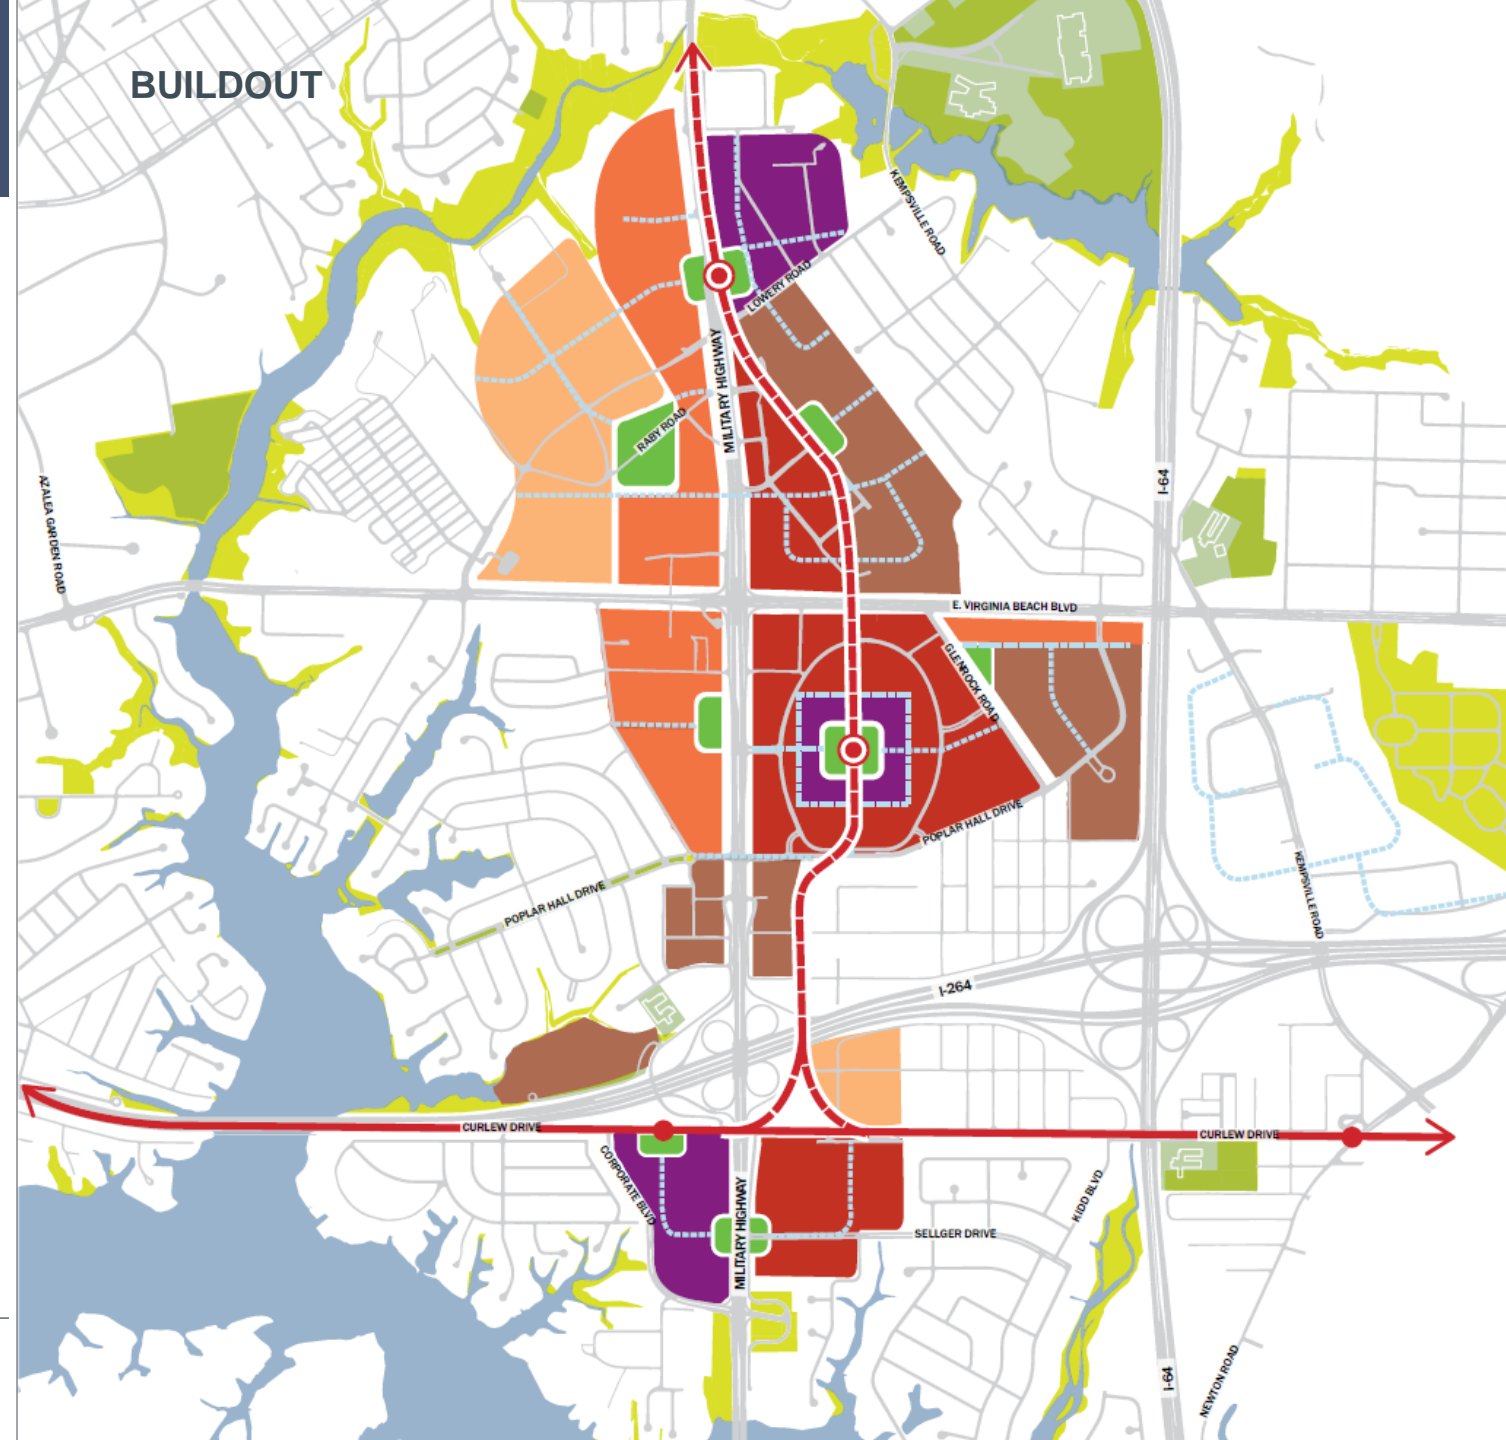 BUILDOUT
KEMPSVILLE ROAD
LOWERY ROAD
MILITARY HIGHWAY
RABY ROAD
I-64
AZALEA GARDEN ROAD
E. VIRGINIA BEACH BLVD
GLENROCK ROAD
POPLAR HALL DRIVE
POPLAR HALL DRIVE
KEMPSVILLE ROAD
I-264
CURLEW DRIVE
CURLEW DRIVE
CORPORATE BLVD
MILITARY HIGHWAY
KIDD BLVD
SELLGER DRIVE
I-64
NEWTON ROAD